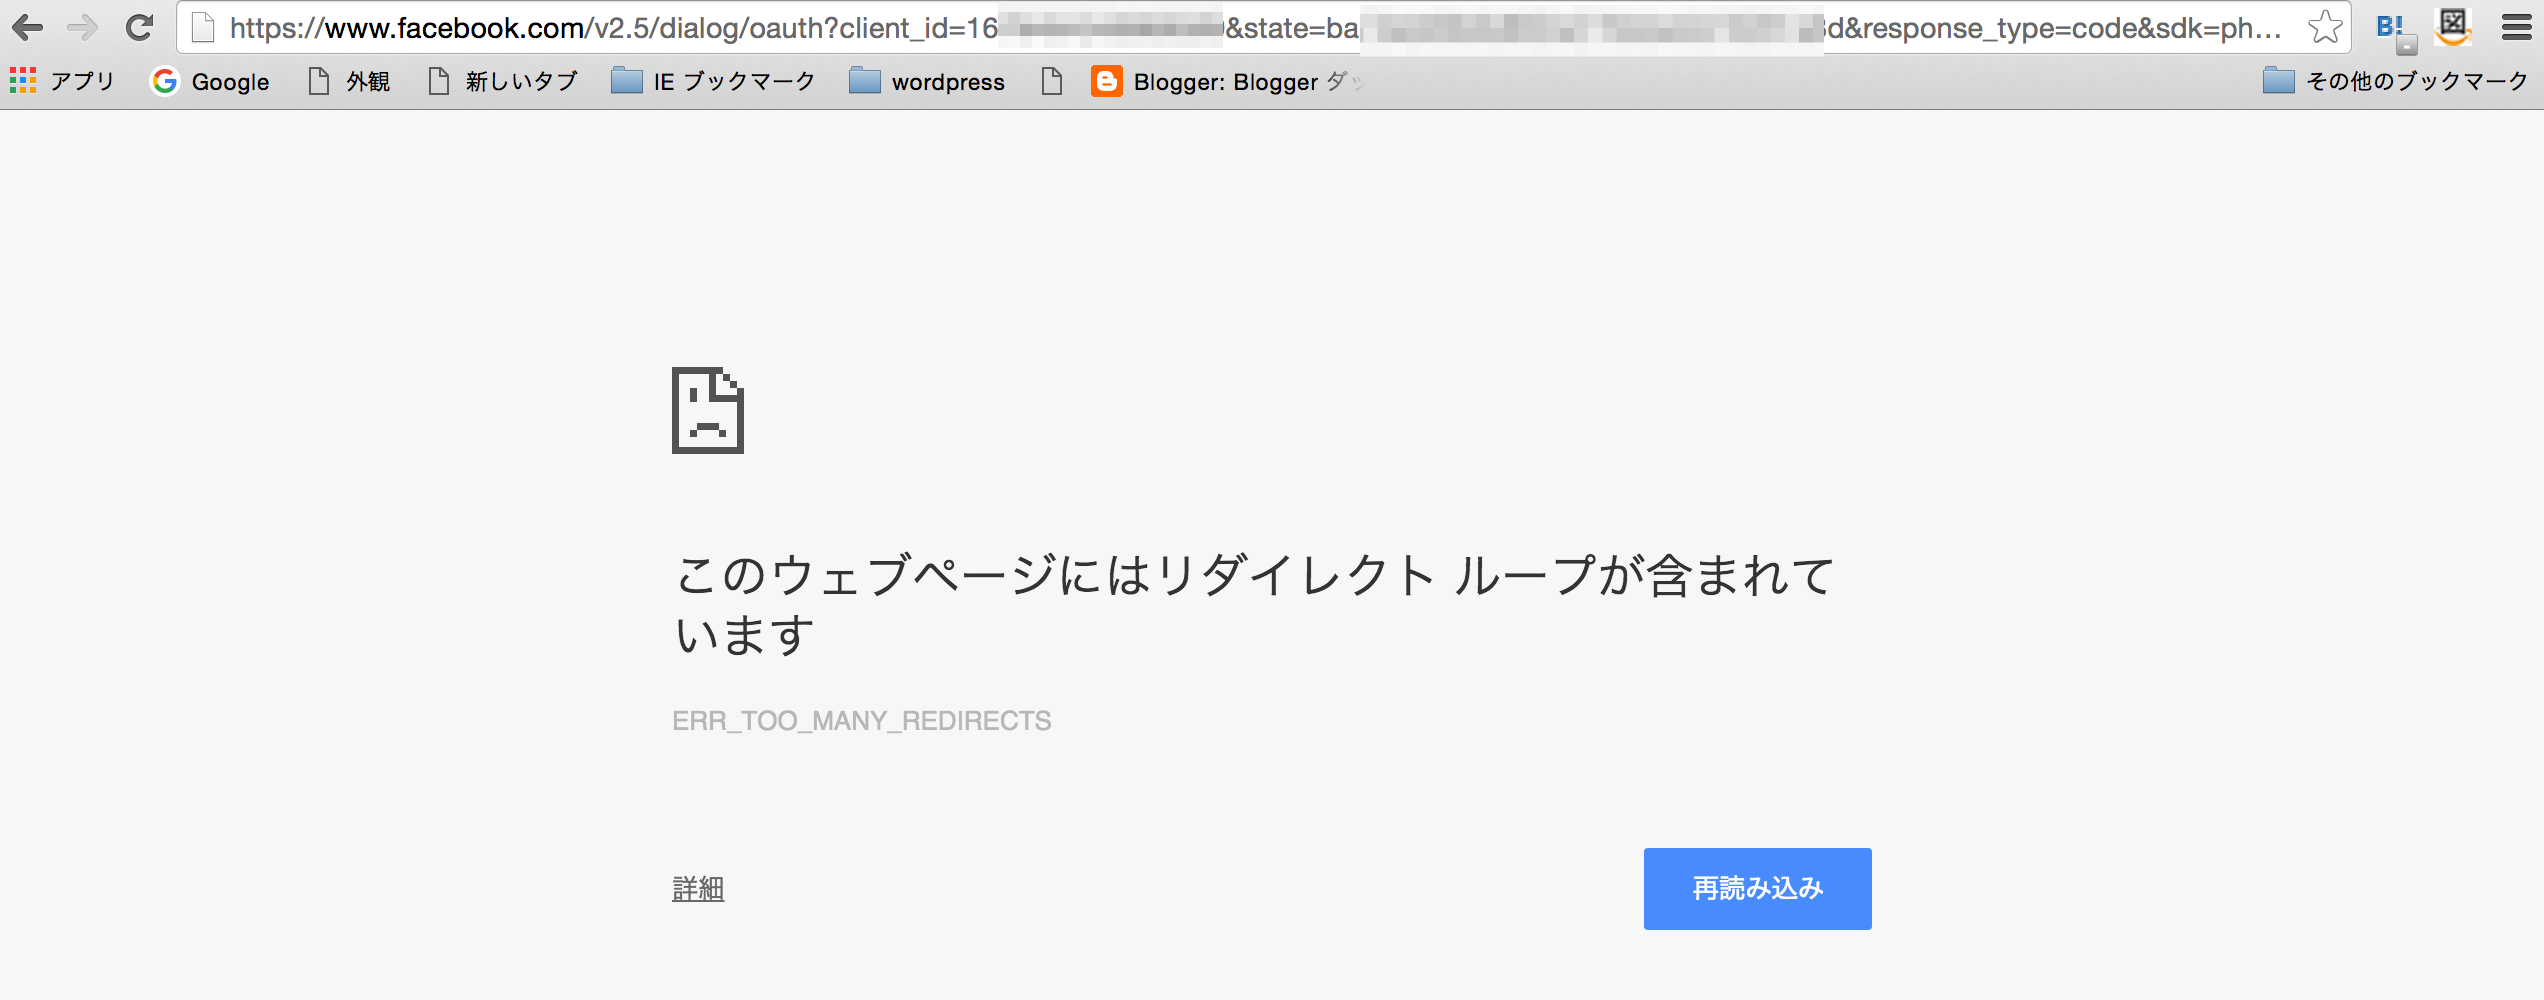 https://www.facebook.com/v2.5/dialog/oauth?client_id=16 &state=ba d&response_type=code&sdk=ph...
B!
図
アプリ Google 外観 新しいタブ IE ブックマーク wordpress Blogger: Blogger ダッ その他のブックマーク
このウェブページにはリダイレクト ループが含まれて
います
ERR_TOO_MANY_REDIRECTS
詳細
再読み込み